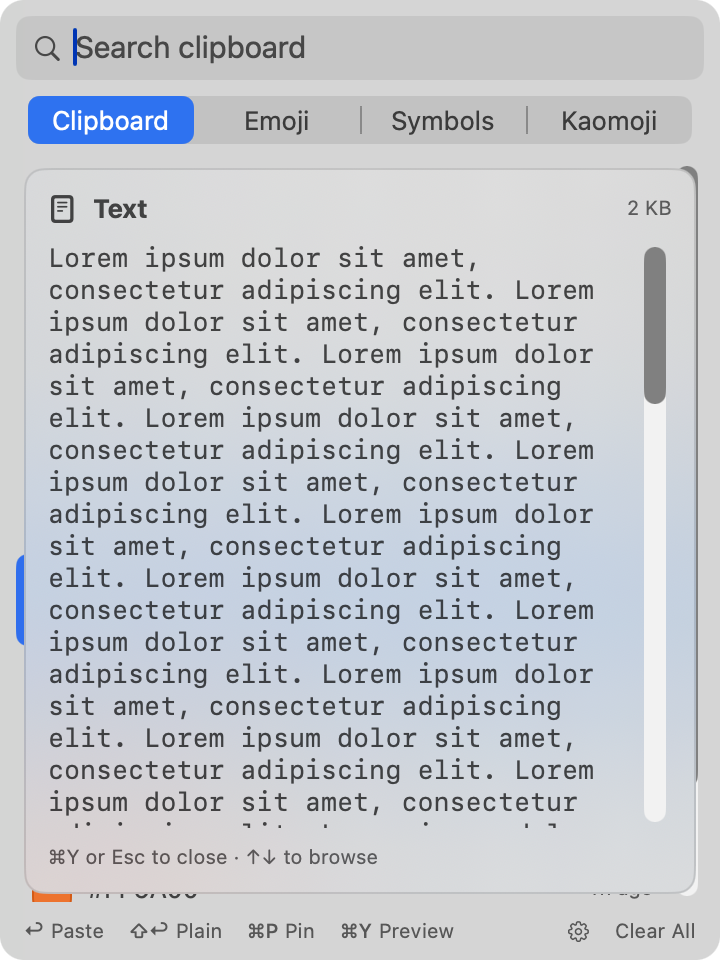 Search clipboard
Clipboard Emoji Symbols Kaomoji
Text 2 KB
Lorem ipsum dolor sit amet,
consectetur adipiscing elit. Lorem
ipsum dolor sit amet, consectetur
adipiscing elit. Lorem ipsum dolor
sit amet, consectetur adipiscing
elit. Lorem ipsum dolor sit amet,
consectetur adipiscing elit. Lorem
ipsum dolor sit amet, consectetur
adipiscing elit. Lorem ipsum dolor
sit amet, consectetur adipiscing
elit. Lorem ipsum dolor sit amet,
consectetur adipiscing elit. Lorem
ipsum dolor sit amet, consectetur
adipiscing elit. Lorem ipsum dolor
sit amet, consectetur adipiscing
elit. Lorem ipsum dolor sit amet,
consectetur adipiscing elit. Lorem
ipsum dolor sit amet, consectetur
⌘Y or Esc to close · ↑↓ to browse
↩ Paste ⇧↩ Plain ⌘P Pin ⌘Y Preview Clear All